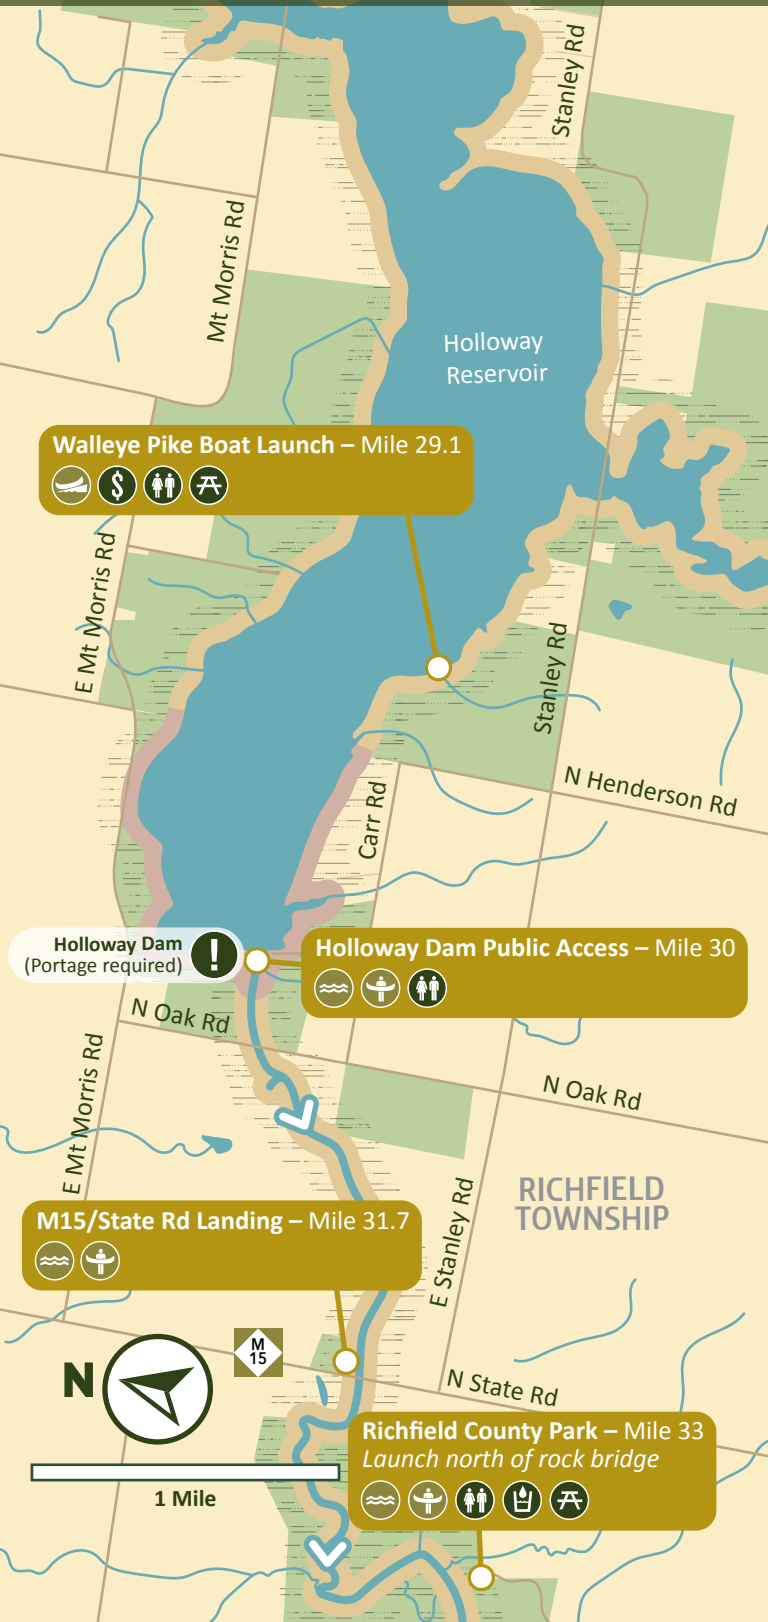 Stanley Rd
Mt Morris Rd
Holloway
Reservoir
Walleye Pike Boat Launch – Mile 29.1
$
E Mt Morris Rd
Stanley Rd
N Henderson Rd
Carr Rd
Holloway Dam
(Portage required)
!
Holloway Dam Public Access – Mile 30
N Oak Rd
E Mt Morris Rd
N Oak Rd
RICHFIELD
TOWNSHIP
E Stanley Rd
M15/State Rd Landing – Mile 31.7
M
15
N
N State Rd
Richfield County Park – Mile 33
Launch north of rock bridge
1 Mile